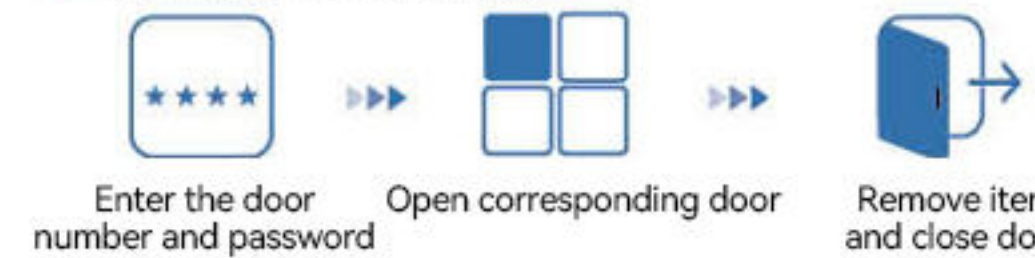 Enter the door
number and password
Open corresponding door
Remove
and close